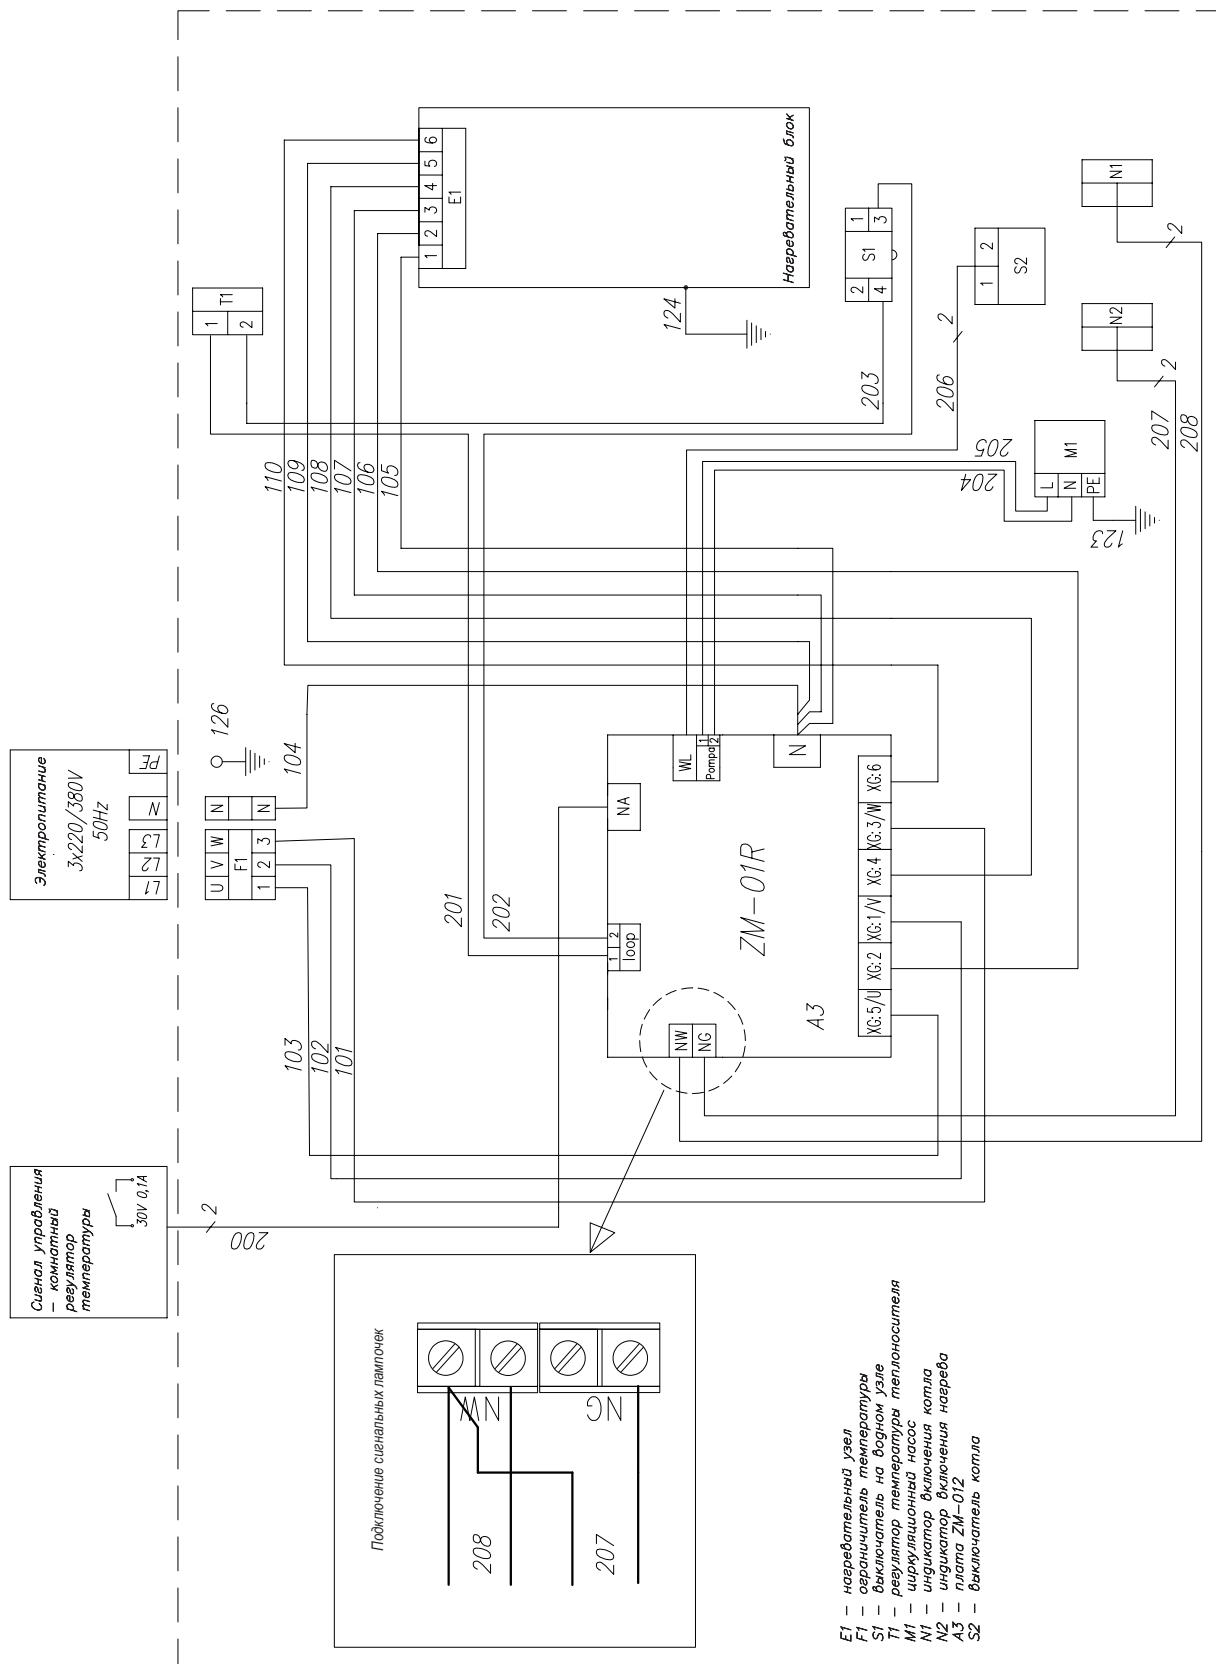 Сигнал управления
– комнатный
регулятор
температуры
30V 0,1A
2
200
Электропитание
3x220/380V
50Hz
L1
L2
L3
N
PE
U
V
W
N
F1
1
2
3
N
126
103
102
101
104
201
202
T1
1
2
110
109
108
107
106
105
1
2
3
4
5
6
E1
Нагревательный блок
124
2
1
S1
4
3
203
206
2
1
2
S2
205
204
L
N
PE
M1
123
N2
2
N1
2
207
208
loop
1
2
NA
WL
Pompa
1
2
N
ZM-01R
A3
NW
NG
XG:5/U
XG:2
XG:1/V
XG:4
XG:3/W
XG:6
Подключение сигнальных лампочек
NW
NG
208
207
E1 – нагревательный узел
F1 – ограничитель температуры
S1 – выключатель на водном узле
T1 – регулятор температуры теплоносителя
M1 – циркуляционный насос
N1 – индикатор включения котла
N2 – индикатор включения нагрева
A3 – плата ZM-012
S2 – выключатель котла